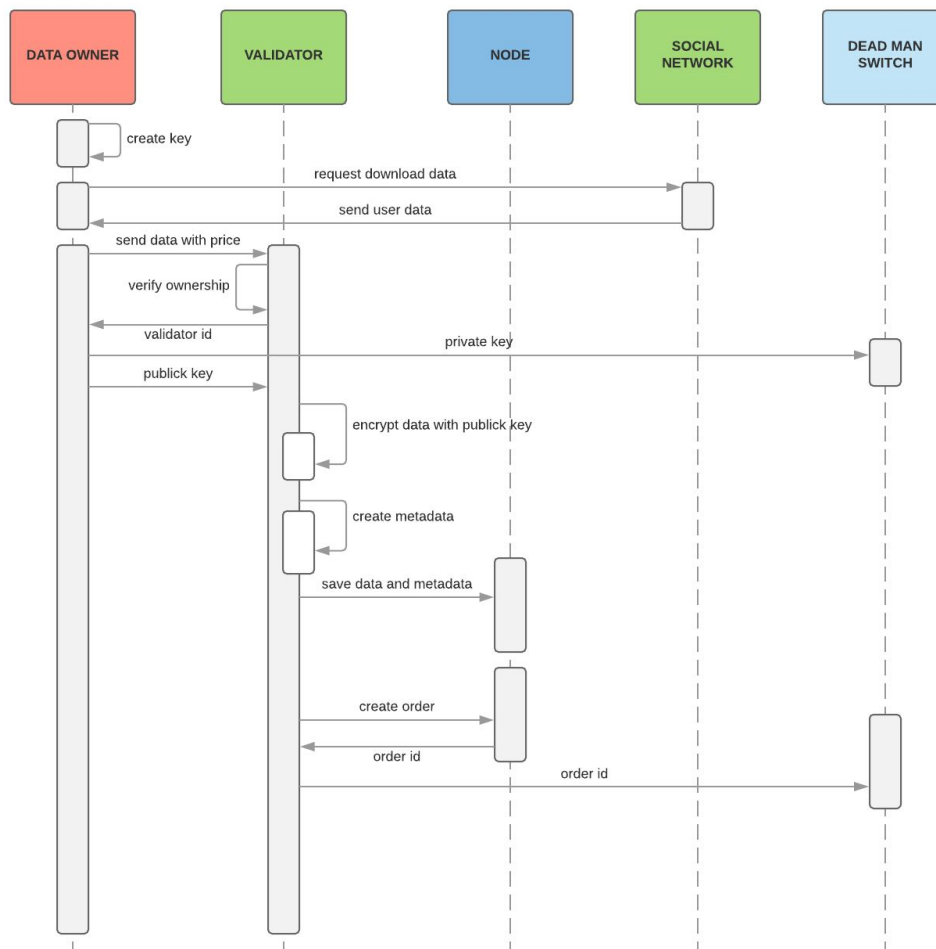 DATA OWNER
VALIDATOR
NODE
SOCIAL
NETWORK
DEAD MAN
SWITCH
create key
request download data
send user data
send data with price
verify ownership
validator id
private key
publick key
encrypt data with publick key
create metadata
save data and metadata
create order
order id
order id